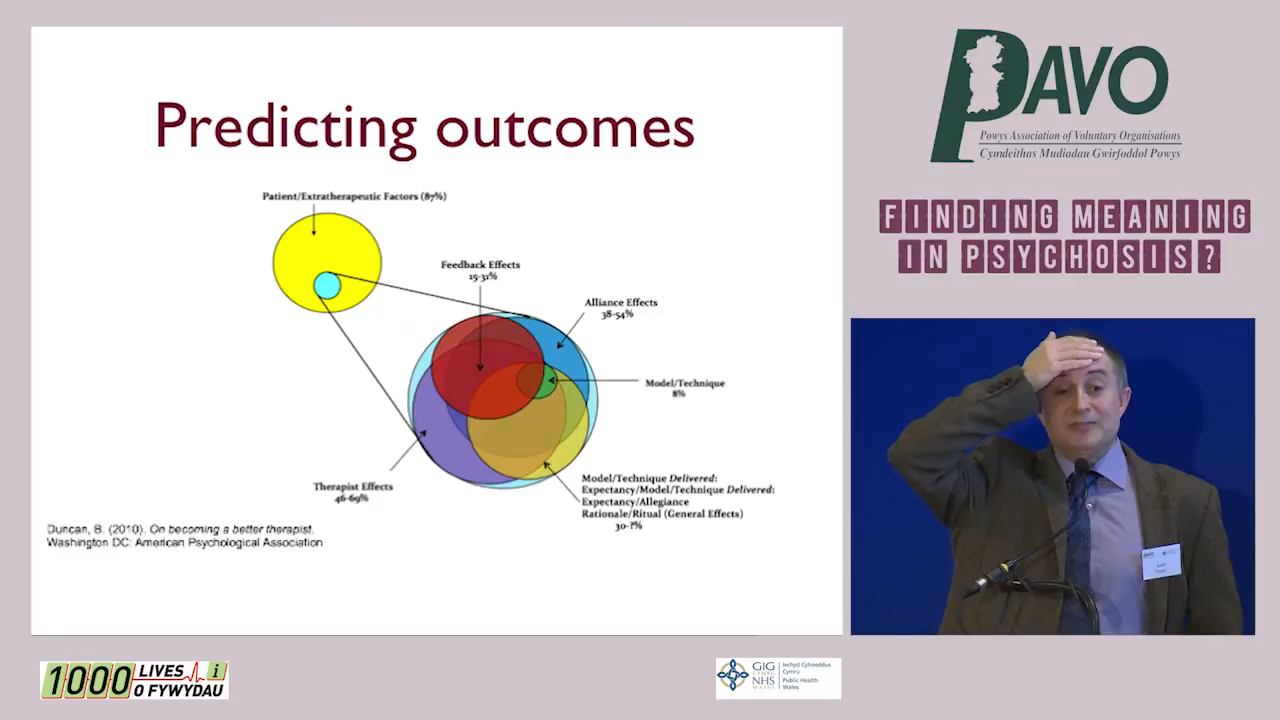 Predicting outcomes
Patient/Extratherapeutic Factors (87%)
Feedback Effects
15-31%
Alliance Effects
38-54%
Model/Technique
8%
Therapist Effects
46-69%
Model/Technique Delivered:
Expectancy/Model/Technique Delivered:
Expectancy/Allegiance
Rationale/Ritual (General Effects)
30-?%
Duncan, B. (2010). On becoming a better therapist.
Washington DC: American Psychological Association
PAVO
Powys Association of Voluntary Organisations
Cymdeithas Mudiadau Gwirfoddol Powys
FINDING MEANING
IN PSYCHOSIS?
1000 LIVES i
O FYWYDAU
GIG
CYMRU
NHS
WALES
Iechyd Cyhoeddus
Cymru
Public Health
Wales